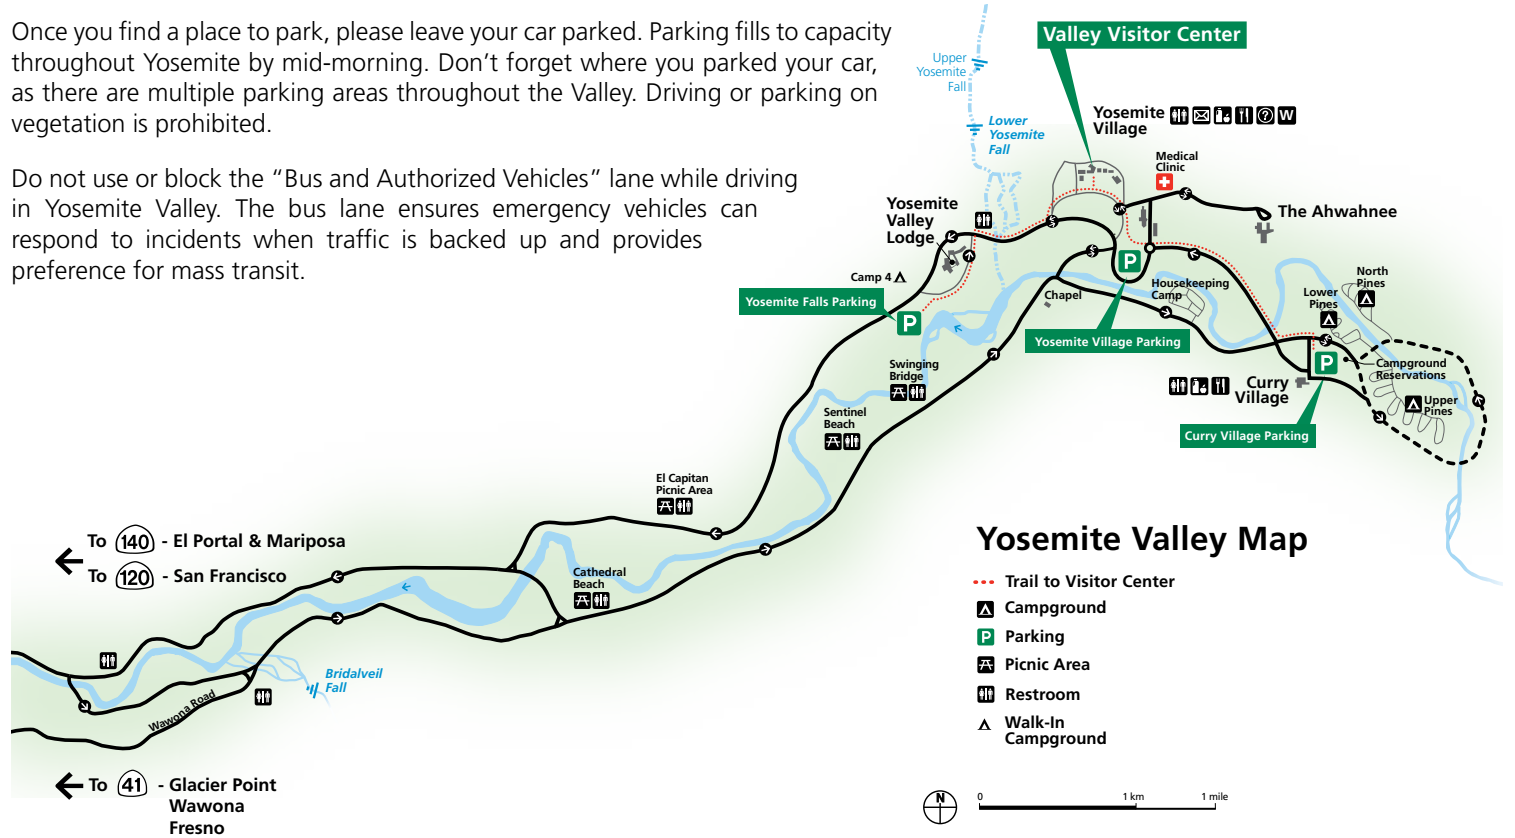 Once you find a place to park, please leave your car parked. Parking fills to capacity
throughout Yosemite by mid-morning. Don’t forget where you parked your car,
as there are multiple parking areas throughout the Valley. Driving or parking on
vegetation is prohibited.
Do not use or block the “Bus and Authorized Vehicles” lane while driving
in Yosemite Valley. The bus lane ensures emergency vehicles can
respond to incidents when traffic is backed up and provides
preference for mass transit.
Valley Visitor Center
Upper
Yosemite
Fall
Lower
Yosemite
Fall
Yosemite
Village
W
Medical
Clinic
The Ahwahnee
Yosemite
Valley
Lodge
Camp 4
Yosemite Falls Parking
P
P
Chapel
Housekeeping
Camp
Yosemite Village Parking
North
Pines
Lower
Pines
P
Campground
Reservations
Upper
Pines
Curry
Village
Curry Village Parking
Swinging
Bridge
Sentinel
Beach
El Capitan
Picnic Area
Cathedral
Beach
To 140 - El Portal & Mariposa
To 120 - San Francisco
Bridalveil
Fall
Wawona Road
To 41 - Glacier Point
Wawona
Fresno
Yosemite Valley Map
Trail to Visitor Center
Campground
P Parking
Picnic Area
Restroom
Walk-In
Campground
N
0 1 km 1 mile